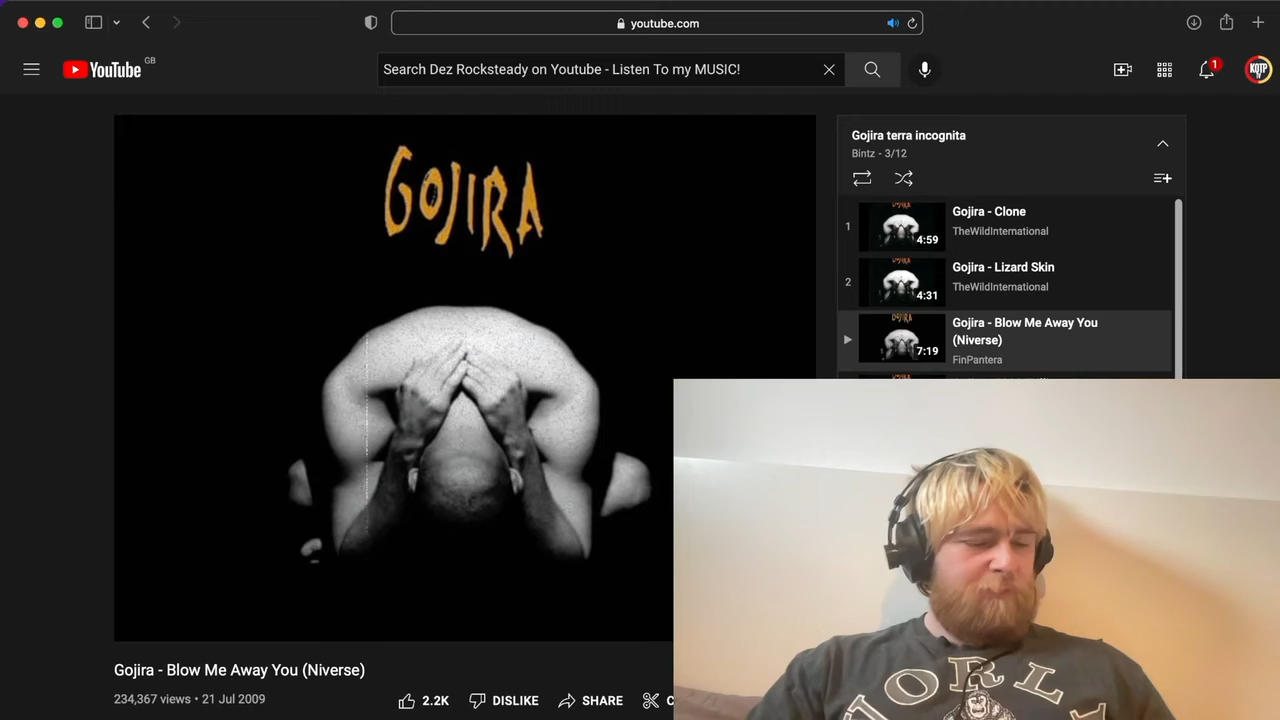 youtube.com
YouTube GB
Search Dez Rocksteady on Youtube - Listen To my MUSIC!
1
KOTP
TV
GOJIRA
Gojira terra incognita
Bintz - 3/12
1
4:59
Gojira - Clone
TheWildInternational
2
4:31
Gojira - Lizard Skin
TheWildInternational
7:19
Gojira - Blow Me Away You
(Niverse)
FinPantera
Gojira - Blow Me Away You (Niverse)
234,367 views • 21 Jul 2009
2.2K
DISLIKE
SHARE